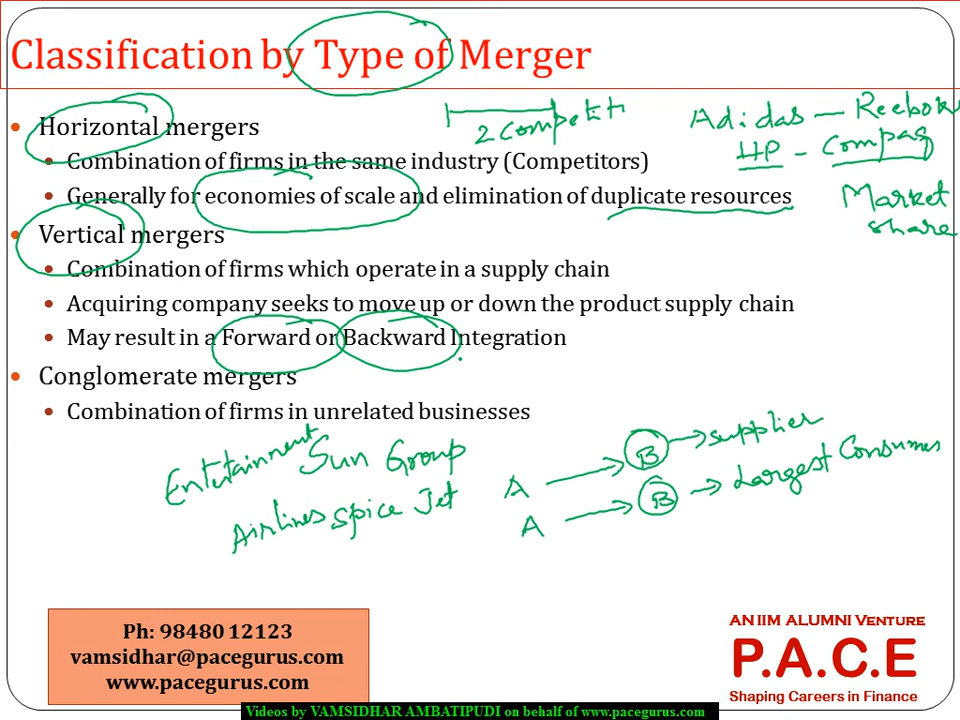 Classification by Type of Merger
Horizontal mergers
2 Competit
Adidas — Reebok
HP - Compaq
Combination of firms in the same industry (Competitors)
Generally for economies of scale and elimination of duplicate resources
Market share
Vertical mergers
Combination of firms which operate in a supply chain
Acquiring company seeks to move up or down the product supply chain
May result in a Forward or Backward Integration
Conglomerate mergers
Combination of firms in unrelated businesses
Entertainment Sun Group
Airlines Spice Jet
A → B → supplier
A → B → Largest Consumer
Ph: 98480 12123
vamsidhar@pacegurus.com
www.pacegurus.com
AN IIM ALUMNI VENTURE
P.A.C.E
Shaping Careers in Finance
Videos by VAMSIDHAR AMBATIPUDI on behalf of www.pacegurus.com